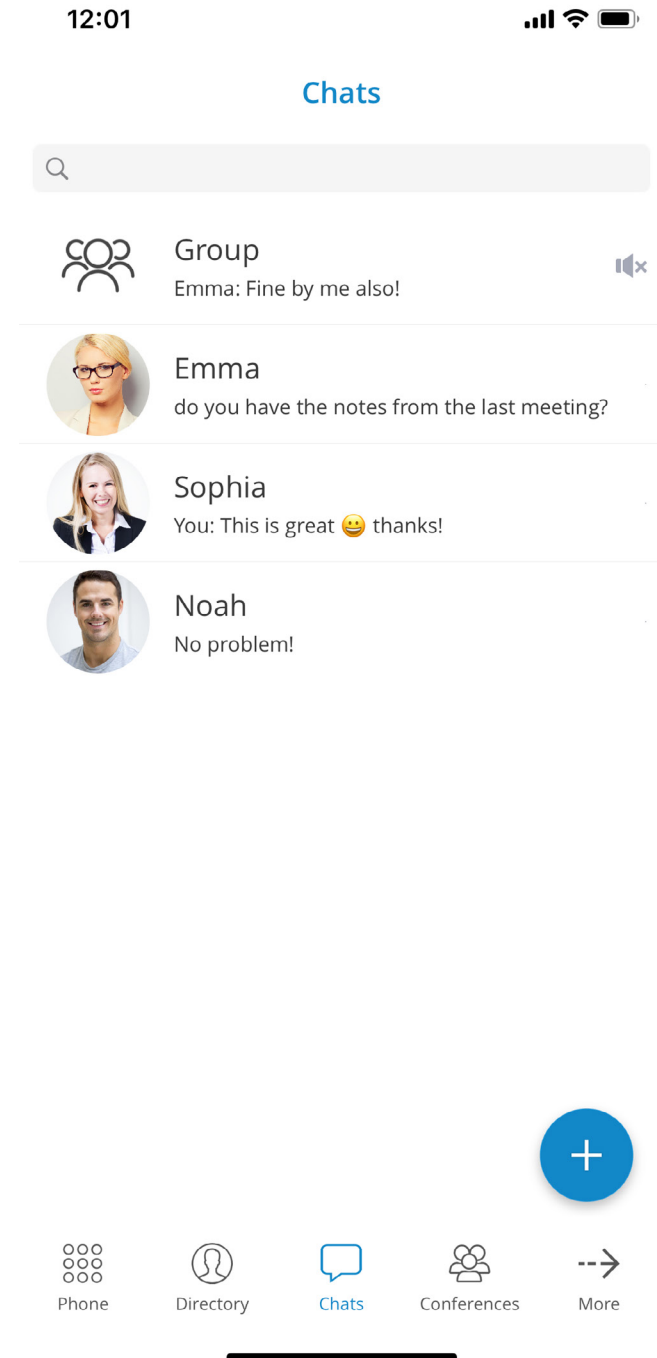 12:01
Chats
Group
Emma: Fine by me also!
Emma
do you have the notes from the last meeting?
Sophia
You: This is great 😀 thanks!
Noah
No problem!
Phone
Directory
Chats
Conferences
More